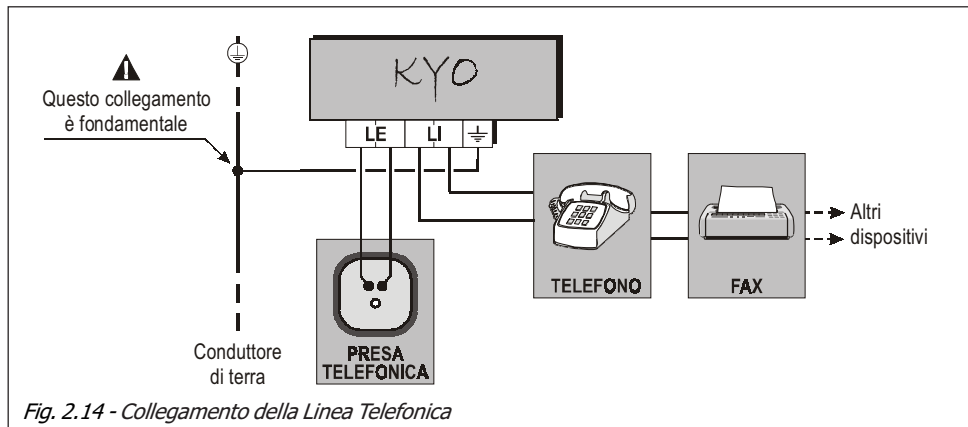 KYO
Questo collegamento
è fondamentale
LE LI
TELEFONO
FAX
Altri
dispositivi
PRESA
TELEFONICA
Conduttore
di terra
Fig. 2.14 - Collegamento della Linea Telefonica